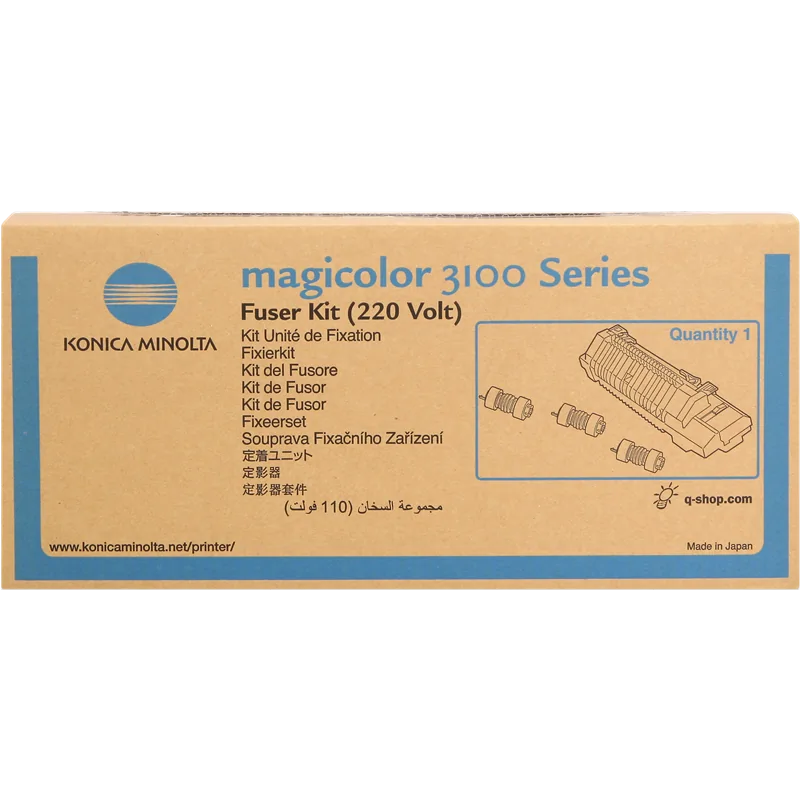 KONICA MINOLTA
magicolor 3100 Series
Fuser Kit (220 Volt)
Kit Unité de Fixation
Fixierkit
Kit del Fusore
Kit de Fusor
Kit de Fusor
Fixeerset
Souprava Fixačního Zařízení
定着ユニット
定影器
定影器套件
مجموعة السخان (110 فولت)
Quantity 1
q-shop.com
www.konicaminolta.net/printer/
Made in Japan